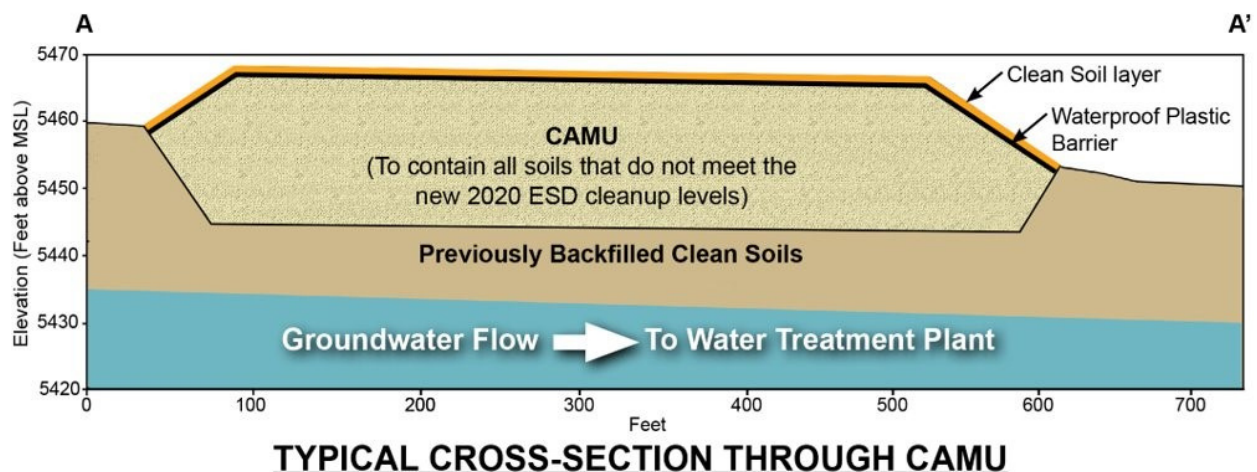 A
A'
5470
5460
5450
5440
5430
5420
Elevation (Feet above MSL)
Clean Soil layer
Waterproof Plastic
Barrier
CAMU
(To contain all soils that do not meet the
new 2020 ESD cleanup levels)
Previously Backfilled Clean Soils
Groundwater Flow To Water Treatment Plant
0 100 200 300 400 500 600 700
Feet
TYPICAL CROSS-SECTION THROUGH CAMU